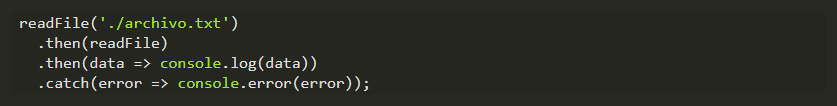 readFile('./archivo.txt')
  .then(readFile)
  .then(data => console.log(data))
  .catch(error => console.error(error));